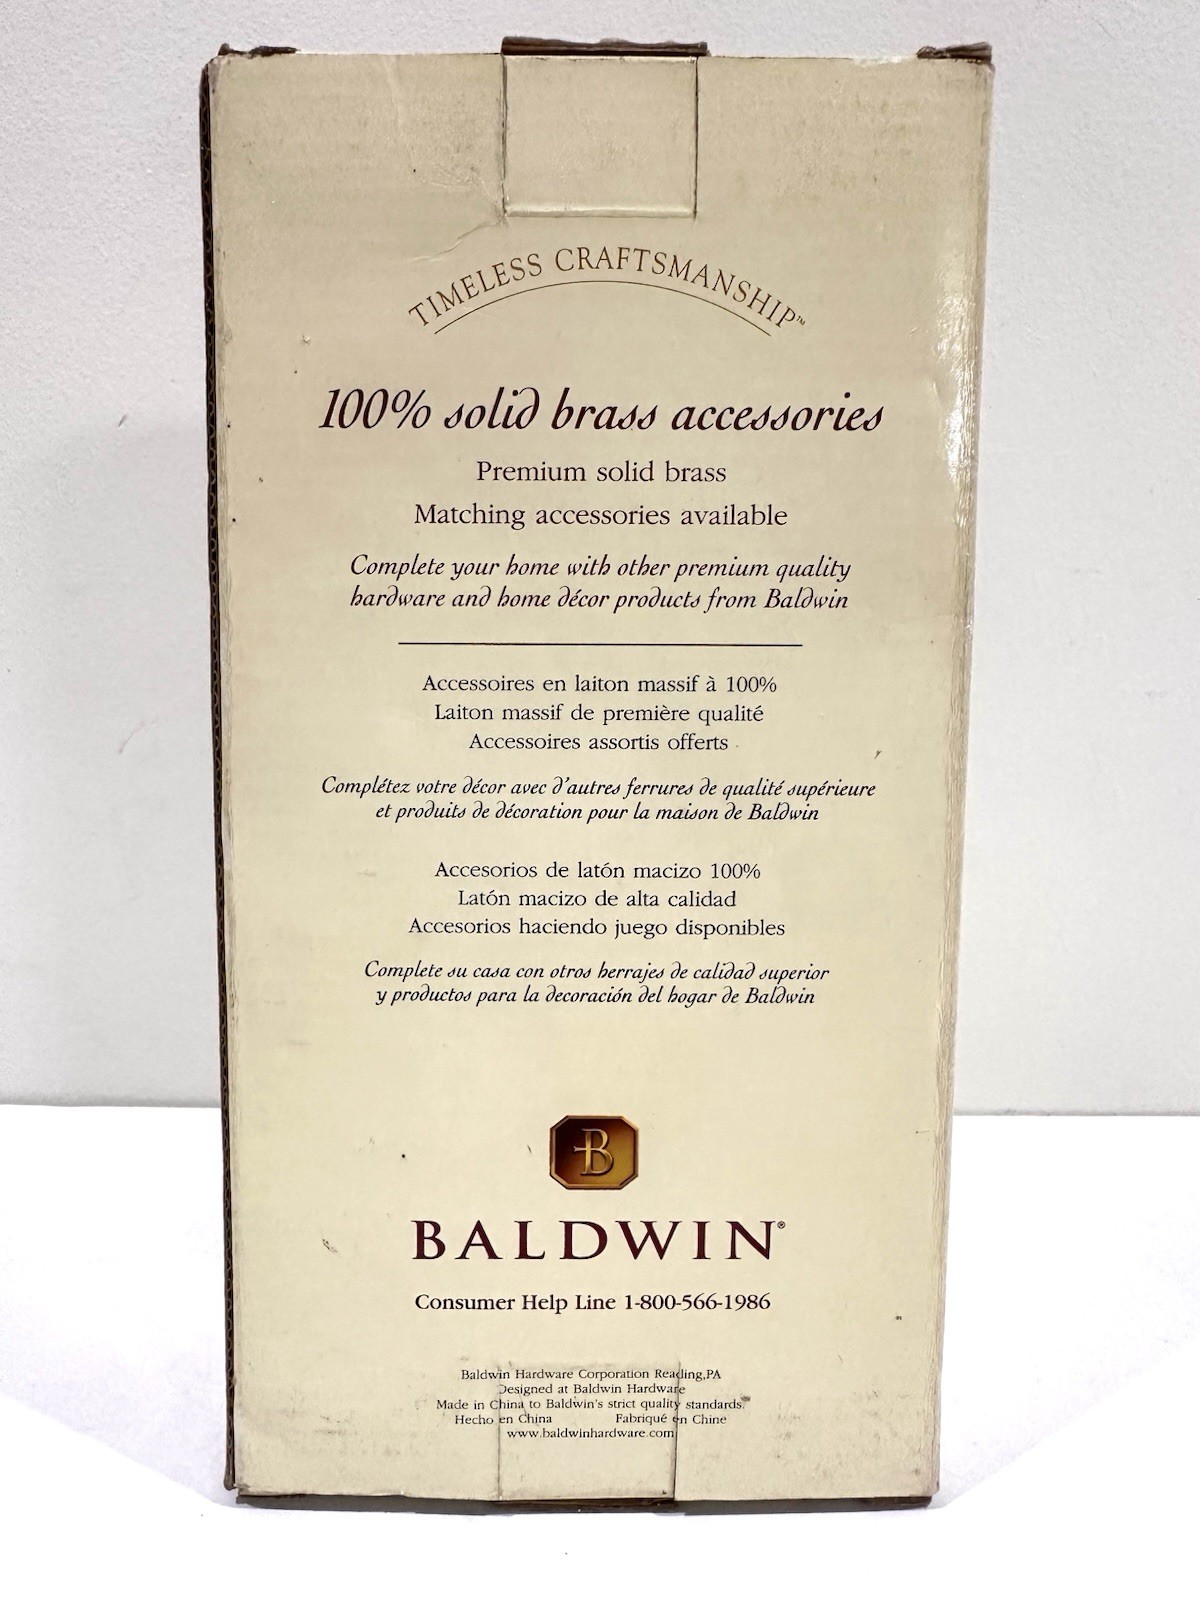 TIMELESS CRAFTSMANSHIP™
100% solid brass accessories
Premium solid brass
Matching accessories available
Complete your home with other premium quality
hardware and home décor products from Baldwin
Accessoires en laiton massif à 100%
Laiton massif de première qualité
Accessoires assortis offerts
Complétez votre décor avec d'autres ferrures de qualité supérieure
et produits de décoration pour la maison de Baldwin
Accesorios de latón macizo 100%
Latón macizo de alta calidad
Accesorios haciendo juego disponibles
Complete su casa con otros herrajes de calidad superior
y productos para la decoración del hogar de Baldwin
B
BALDWIN®
Consumer Help Line 1-800-566-1986
Baldwin Hardware Corporation Reading,PA
Designed at Baldwin Hardware
Made in China to Baldwin's strict quality standards.
Hecho en China Fabriqué en Chine
www.baldwinhardware.com